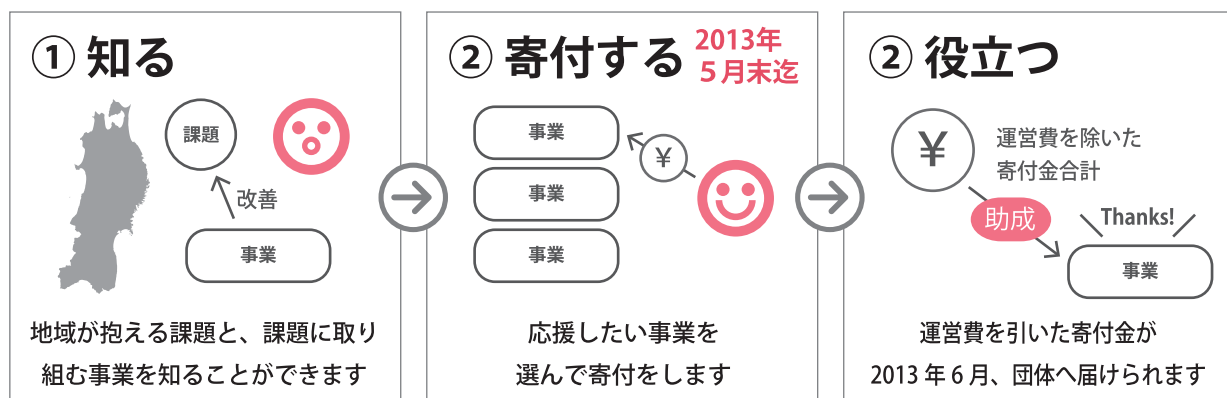 ① 知る
課題
改善
事業
地域が抱える課題と、課題に取り
組む事業を知ることができます
② 寄付する
2013年
5月末迄
事業
¥
事業
事業
応援したい事業を
選んで寄付をします
② 役立つ
¥
運営費を除いた
寄付金合計
助成
Thanks!
事業
運営費を引いた寄付金が
2013 年 6 月、団体へ届けられます